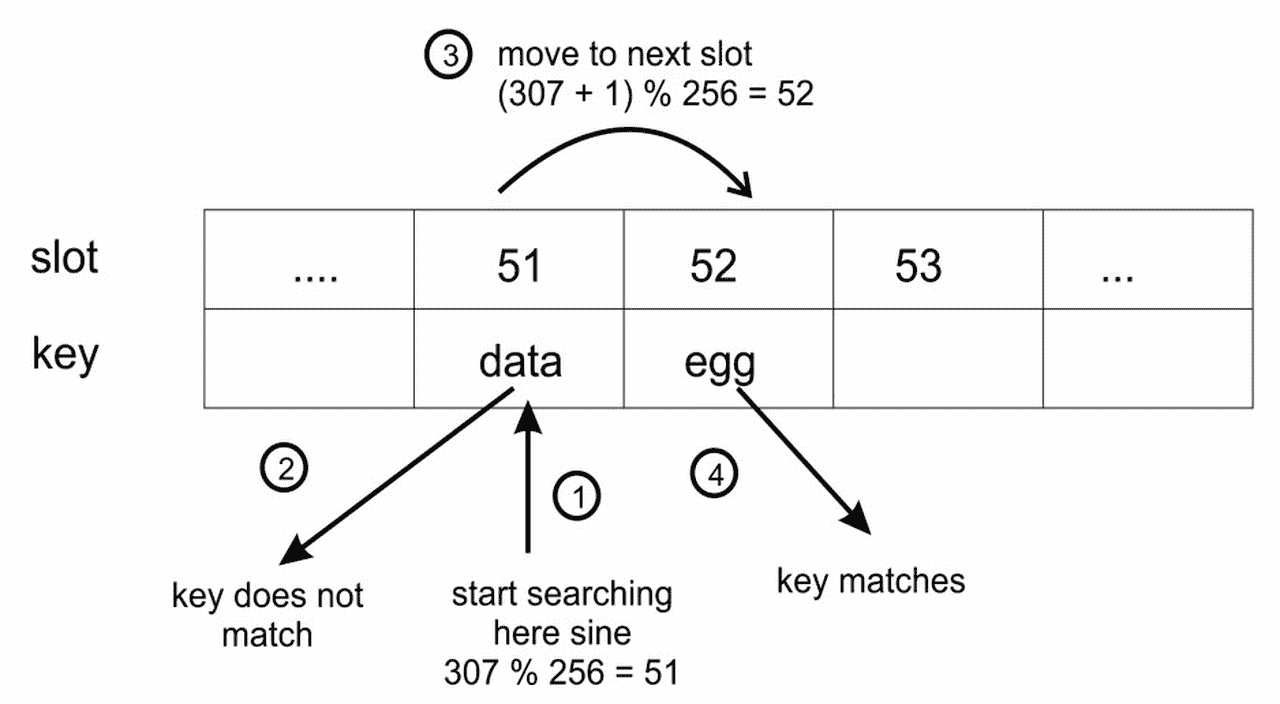 3 move to next slot
(307 + 1) % 256 = 52
slot .... 51 52 53 ...
key data egg
2
1
4
key does not
match
start searching
here sine
307 % 256 = 51
key matches